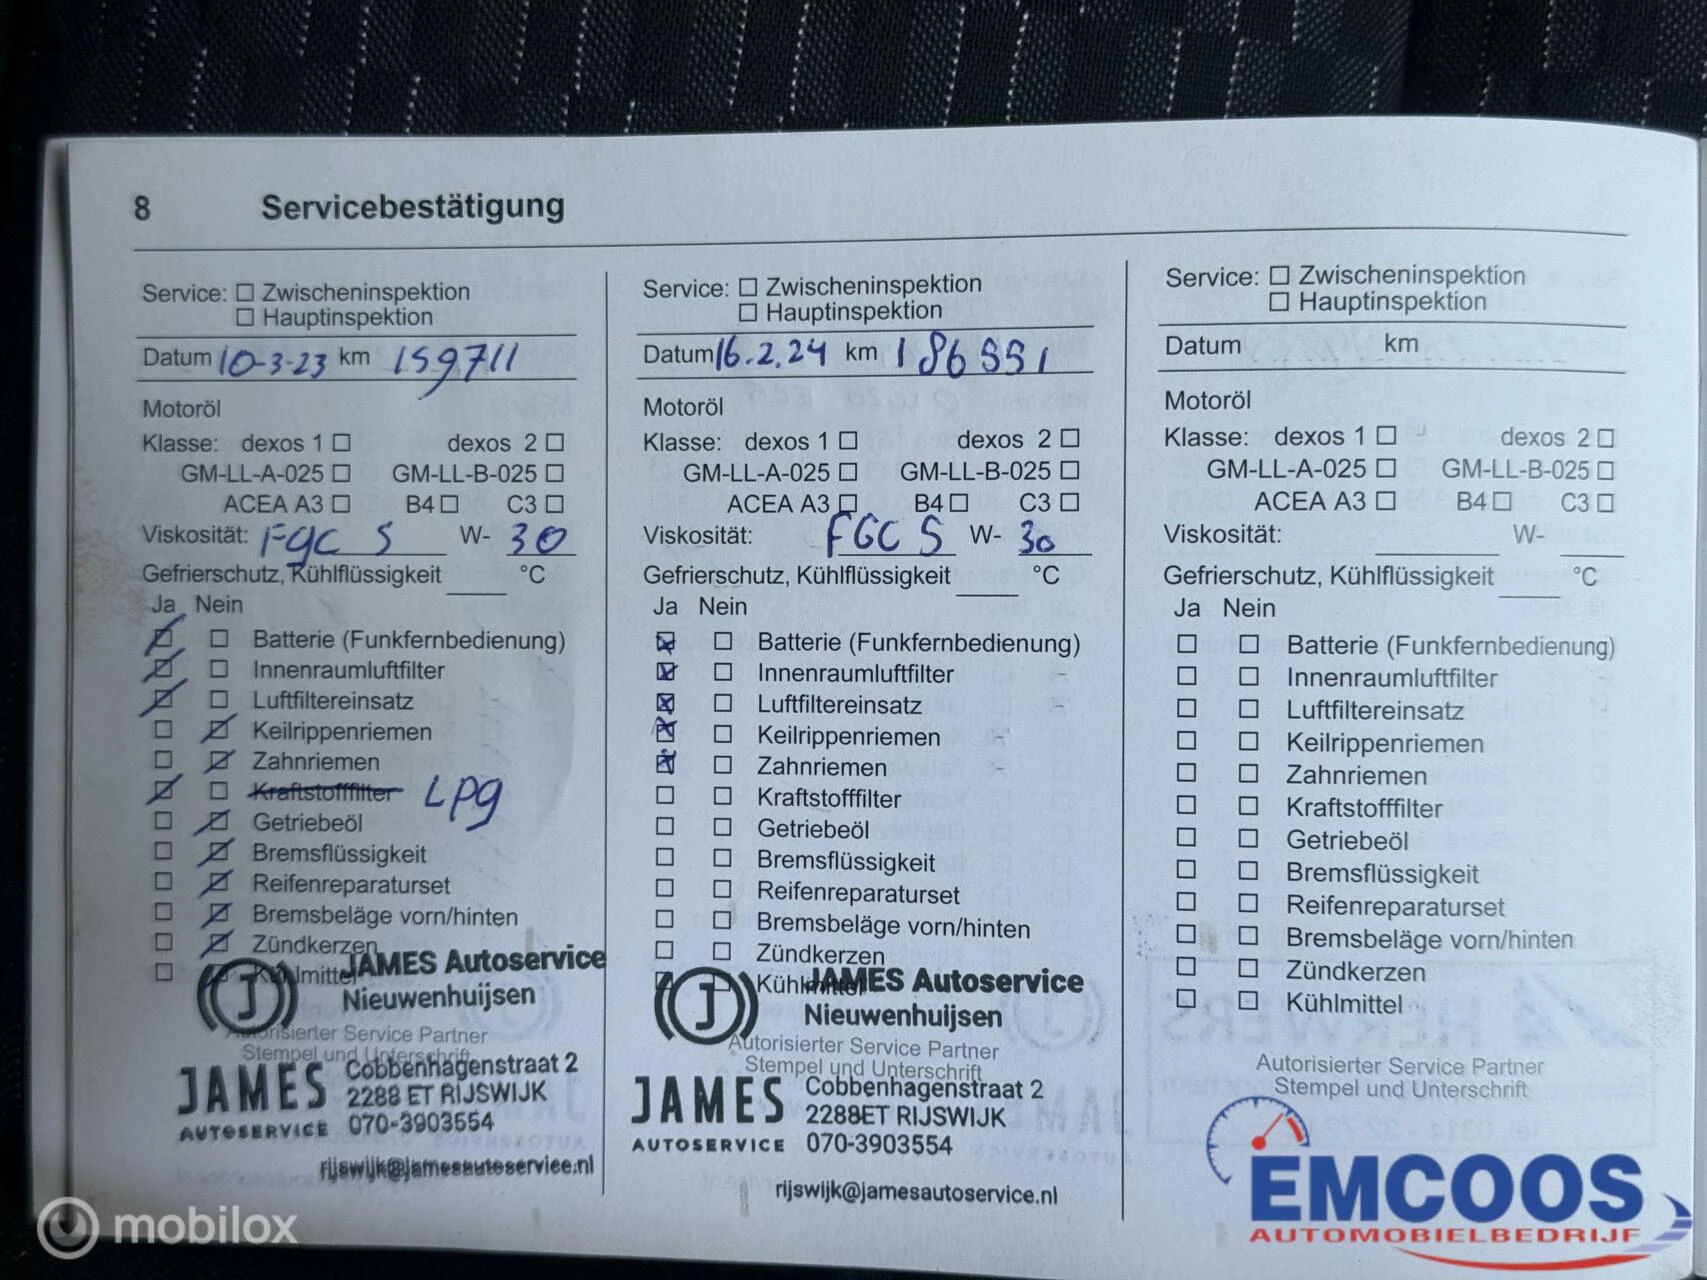 8 Servicebestätigung
Service: Zwischeninspektion
Hauptinspektion
Datum 10-3-23 km 159711
Motoröl
Klasse: dexos 1 dexos 2
GM-LL-A-025 GM-LL-B-025
ACEA A3 B4 C3
Viskosität: Fgc 5 W- 30
Gefrierschutz, Kühlflüssigkeit °C
Ja Nein
Batterie (Funkfernbedienung)
Innenraumluftfilter
Luftfiltereinsatz
Keilrippenriemen
Zahnriemen
Kraftstofffilter LPg
Getriebeöl
Bremsflüssigkeit
Reifenreparaturset
Bremsbeläge vorn/hinten
Zündkerzen
Kühlmittel
JAMES Autoservice
Nieuwenhuijsen
Autorisierter Service Partner
Stempel und Unterschrift
JAMES
AUTOSERVICE
Cobbenhagenstraat 2
2288 ET RIJSWIJK
070-3903554
rijswijk@jamesautoservice.nl
Service: Zwischeninspektion
Hauptinspektion
Datum 16.2.24 km 186991
Motoröl
Klasse: dexos 1 dexos 2
GM-LL-A-025 GM-LL-B-025
ACEA A3 B4 C3
Viskosität: FGC 5 W- 30
Gefrierschutz, Kühlflüssigkeit °C
Ja Nein
Batterie (Funkfernbedienung)
Innenraumluftfilter
Luftfiltereinsatz
Keilrippenriemen
Zahnriemen
Kraftstofffilter
Getriebeöl
Bremsflüssigkeit
Reifenreparaturset
Bremsbeläge vorn/hinten
Zündkerzen
Kühlmittel
JAMES Autoservice
Nieuwenhuijsen
Autorisierter Service Partner
Stempel und Unterschrift
JAMES
AUTOSERVICE
Cobbenhagenstraat 2
2288ET RIJSWIJK
070-3903554
rijswijk@jamesautoservice.nl
Service: Zwischeninspektion
Hauptinspektion
Datum km
Motoröl
Klasse: dexos 1 dexos 2
GM-LL-A-025 GM-LL-B-025
ACEA A3 B4 C3
Viskosität: W-
Gefrierschutz, Kühlflüssigkeit °C
Ja Nein
Batterie (Funkfernbedienung)
Innenraumluftfilter
Luftfiltereinsatz
Keilrippenriemen
Zahnriemen
Kraftstofffilter
Getriebeöl
Bremsflüssigkeit
Reifenreparaturset
Bremsbeläge vorn/hinten
Zündkerzen
Kühlmittel
Autorisierter Service Partner
Stempel und Unterschrift
EMCOOS
AUTOMOBIELBEDRIJF
mobilox